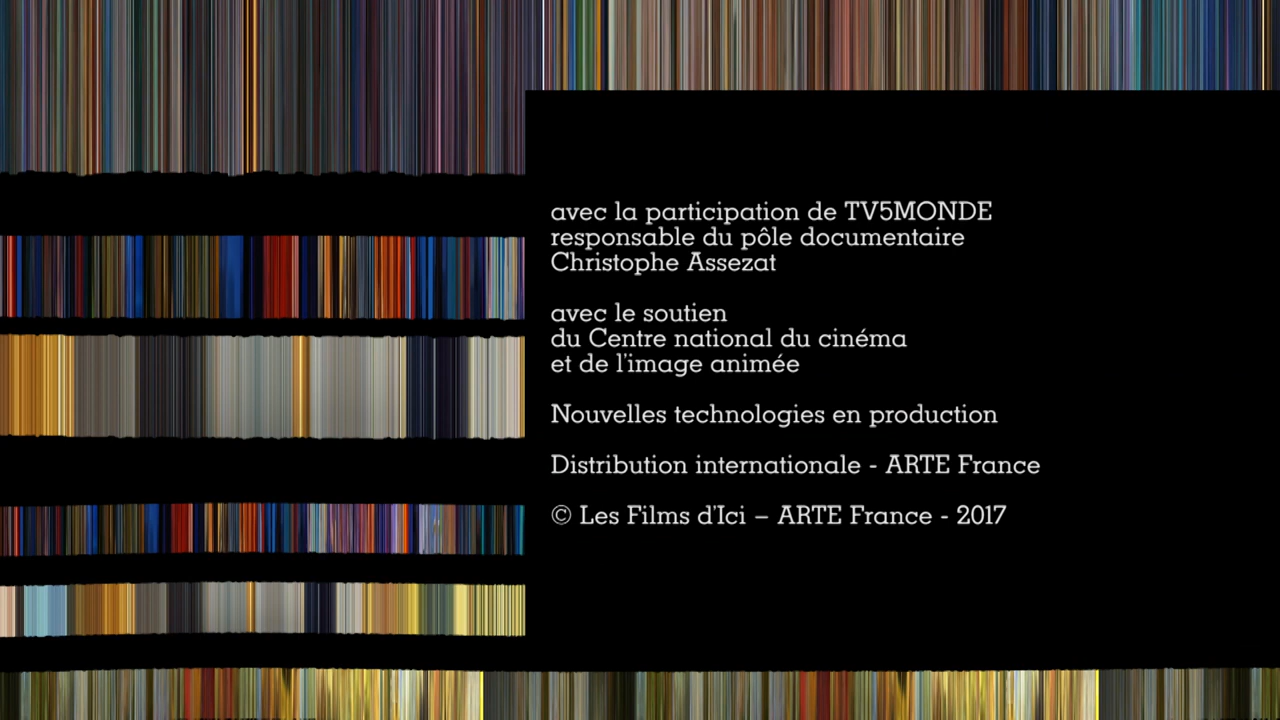 avec la participation de TV5MONDE
responsable du pôle documentaire
Christophe Assezat
avec le soutien
du Centre national du cinéma
et de l'image animée
Nouvelles technologies en production
Distribution internationale - ARTE France
© Les Films d'Ici – ARTE France - 2017